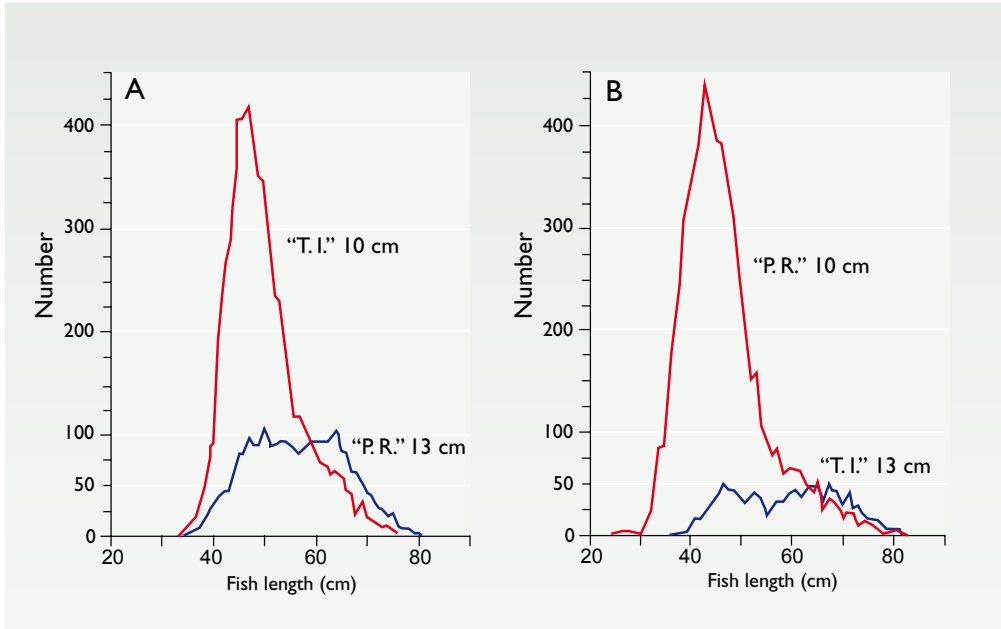 A
Number
400
300
200
100
50
0
20
40
60
80
Fish length (cm)
“T. I.” 10 cm
“P. R.” 13 cm
B
Number
400
300
200
100
50
0
20
40
60
80
Fish length (cm)
“P. R.” 10 cm
“T. I.” 13 cm